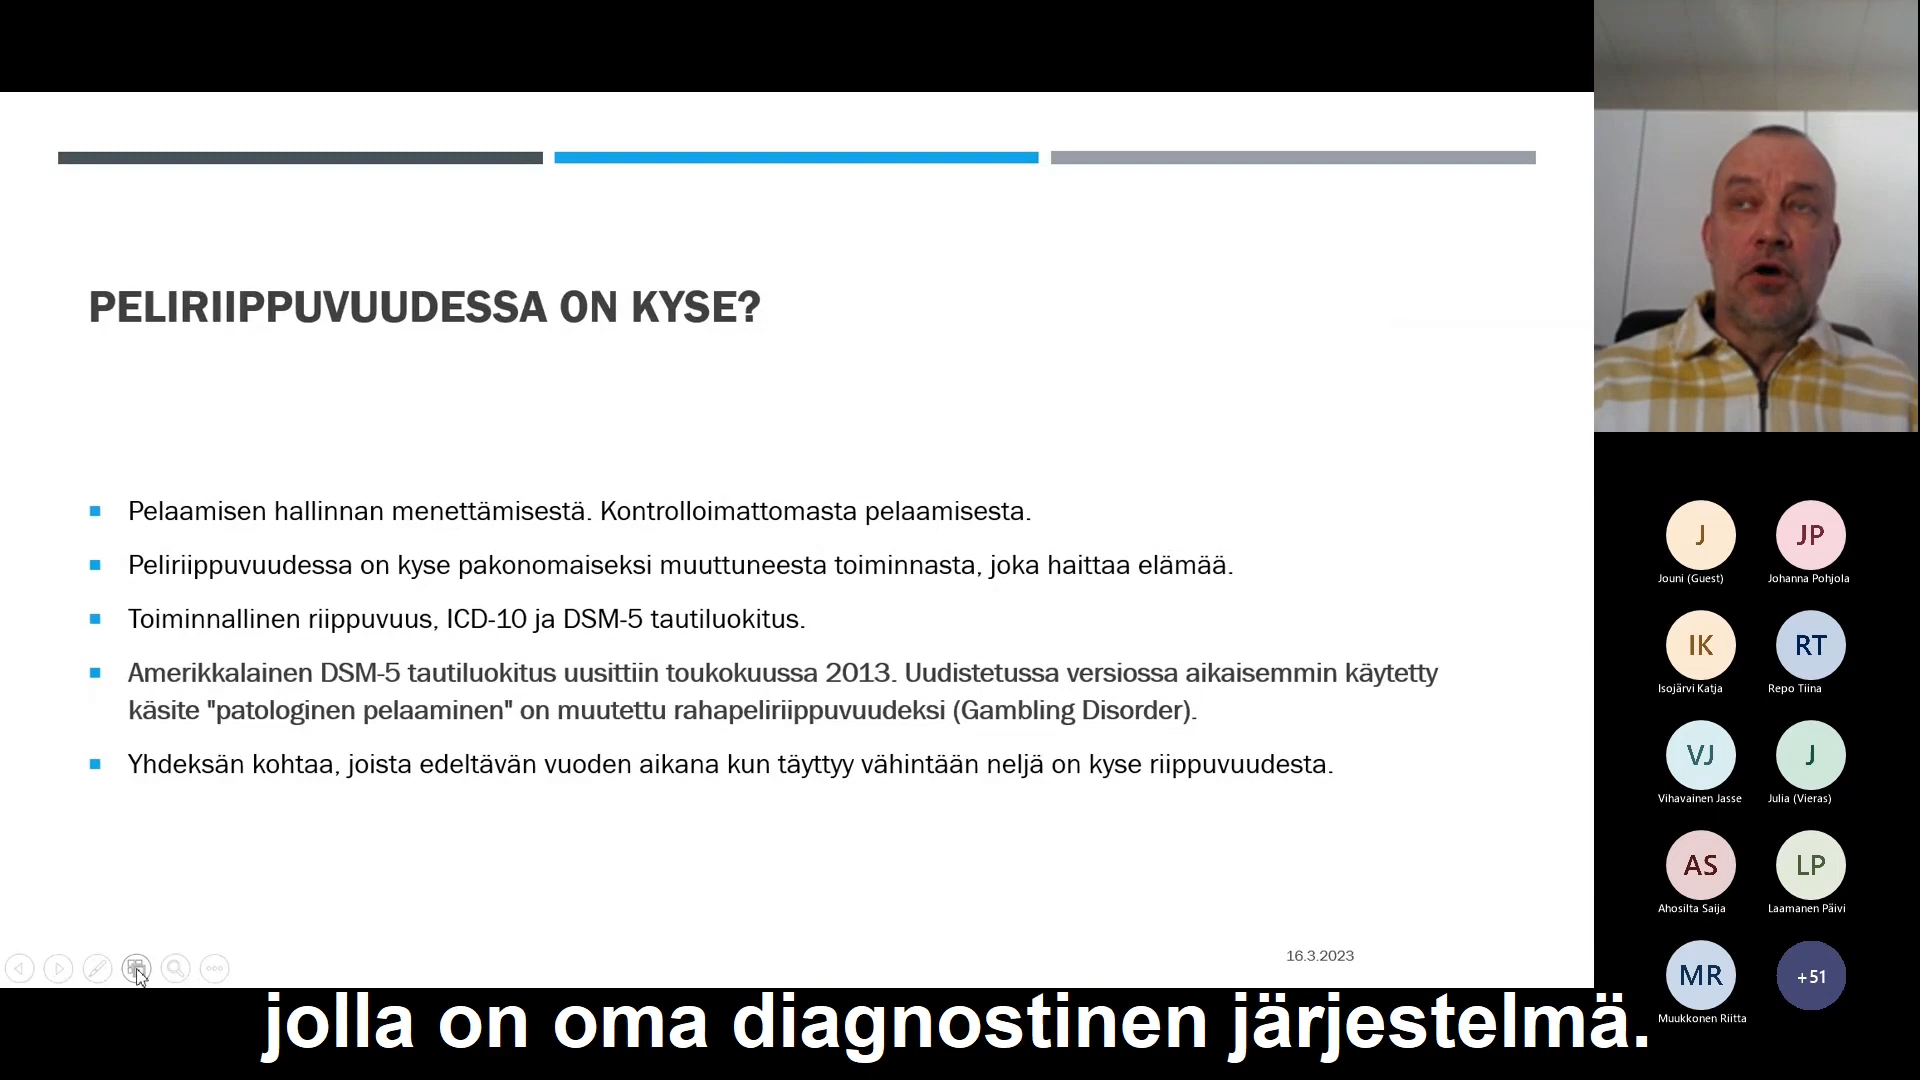 PELIRIIPPUVUUDESSA ON KYSE?
Pelaamisen hallinnan menettämisestä. Kontrolloimattomasta pelaamisesta.
Peliriippuvuudessa on kyse pakonomaiseksi muuttuneesta toiminnasta, joka haittaa elämää.
Toiminnallinen riippuvuus, ICD-10 ja DSM-5 tautiluokitus.
Amerikkalainen DSM-5 tautiluokitus uusittiin toukokuussa 2013. Uudistetussa versiossa aikaisemmin käytetty
käsite "patologinen pelaaminen" on muutettu rahapeliriippuvuudeksi (Gambling Disorder).
Yhdeksän kohtaa, joista edeltävän vuoden aikana kun täyttyy vähintään neljä on kyse riippuvuudesta.
16.3.2023
J
Jouni (Guest)
JP
Johanna Pohjola
IK
Isojärvi Katja
RT
Repo Tiina
VJ
Vihavainen Jasse
J
Julia (Vieras)
AS
Ahosilta Saija
LP
Laamanen Päivi
MR
Muukkonen Riitta
+51
jolla on oma diagnostinen järjestelmä.